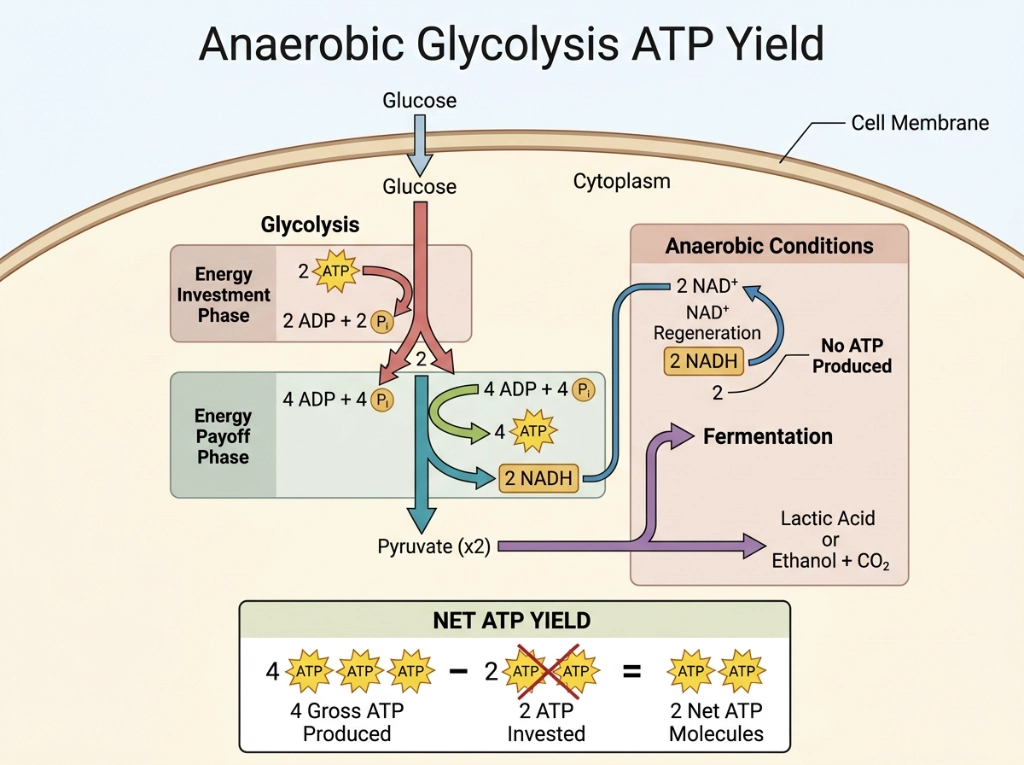 Anaerobic Glycolysis ATP Yield
Glucose
Cell Membrane
Glucose
Cytoplasm
Glycolysis
Energy
Investment
Phase
2 ATP
2 ADP + 2 Pi
2
Energy
Payoff
Phase
4 ADP + 4 Pi
4 ADP + 4 Pi
4 ATP
2 NADH
Pyruvate (x2)
Anaerobic Conditions
2 NAD⁺
NAD⁺
Regeneration
2 NADH
2
No ATP
Produced
Fermentation
Lactic Acid
or
Ethanol + CO₂
NET ATP YIELD
4 ATP ATP ATP − 2 ATP ATP = ATP ATP
4 Gross ATP
Produced
2 ATP
Invested
2 Net ATP
Molecules